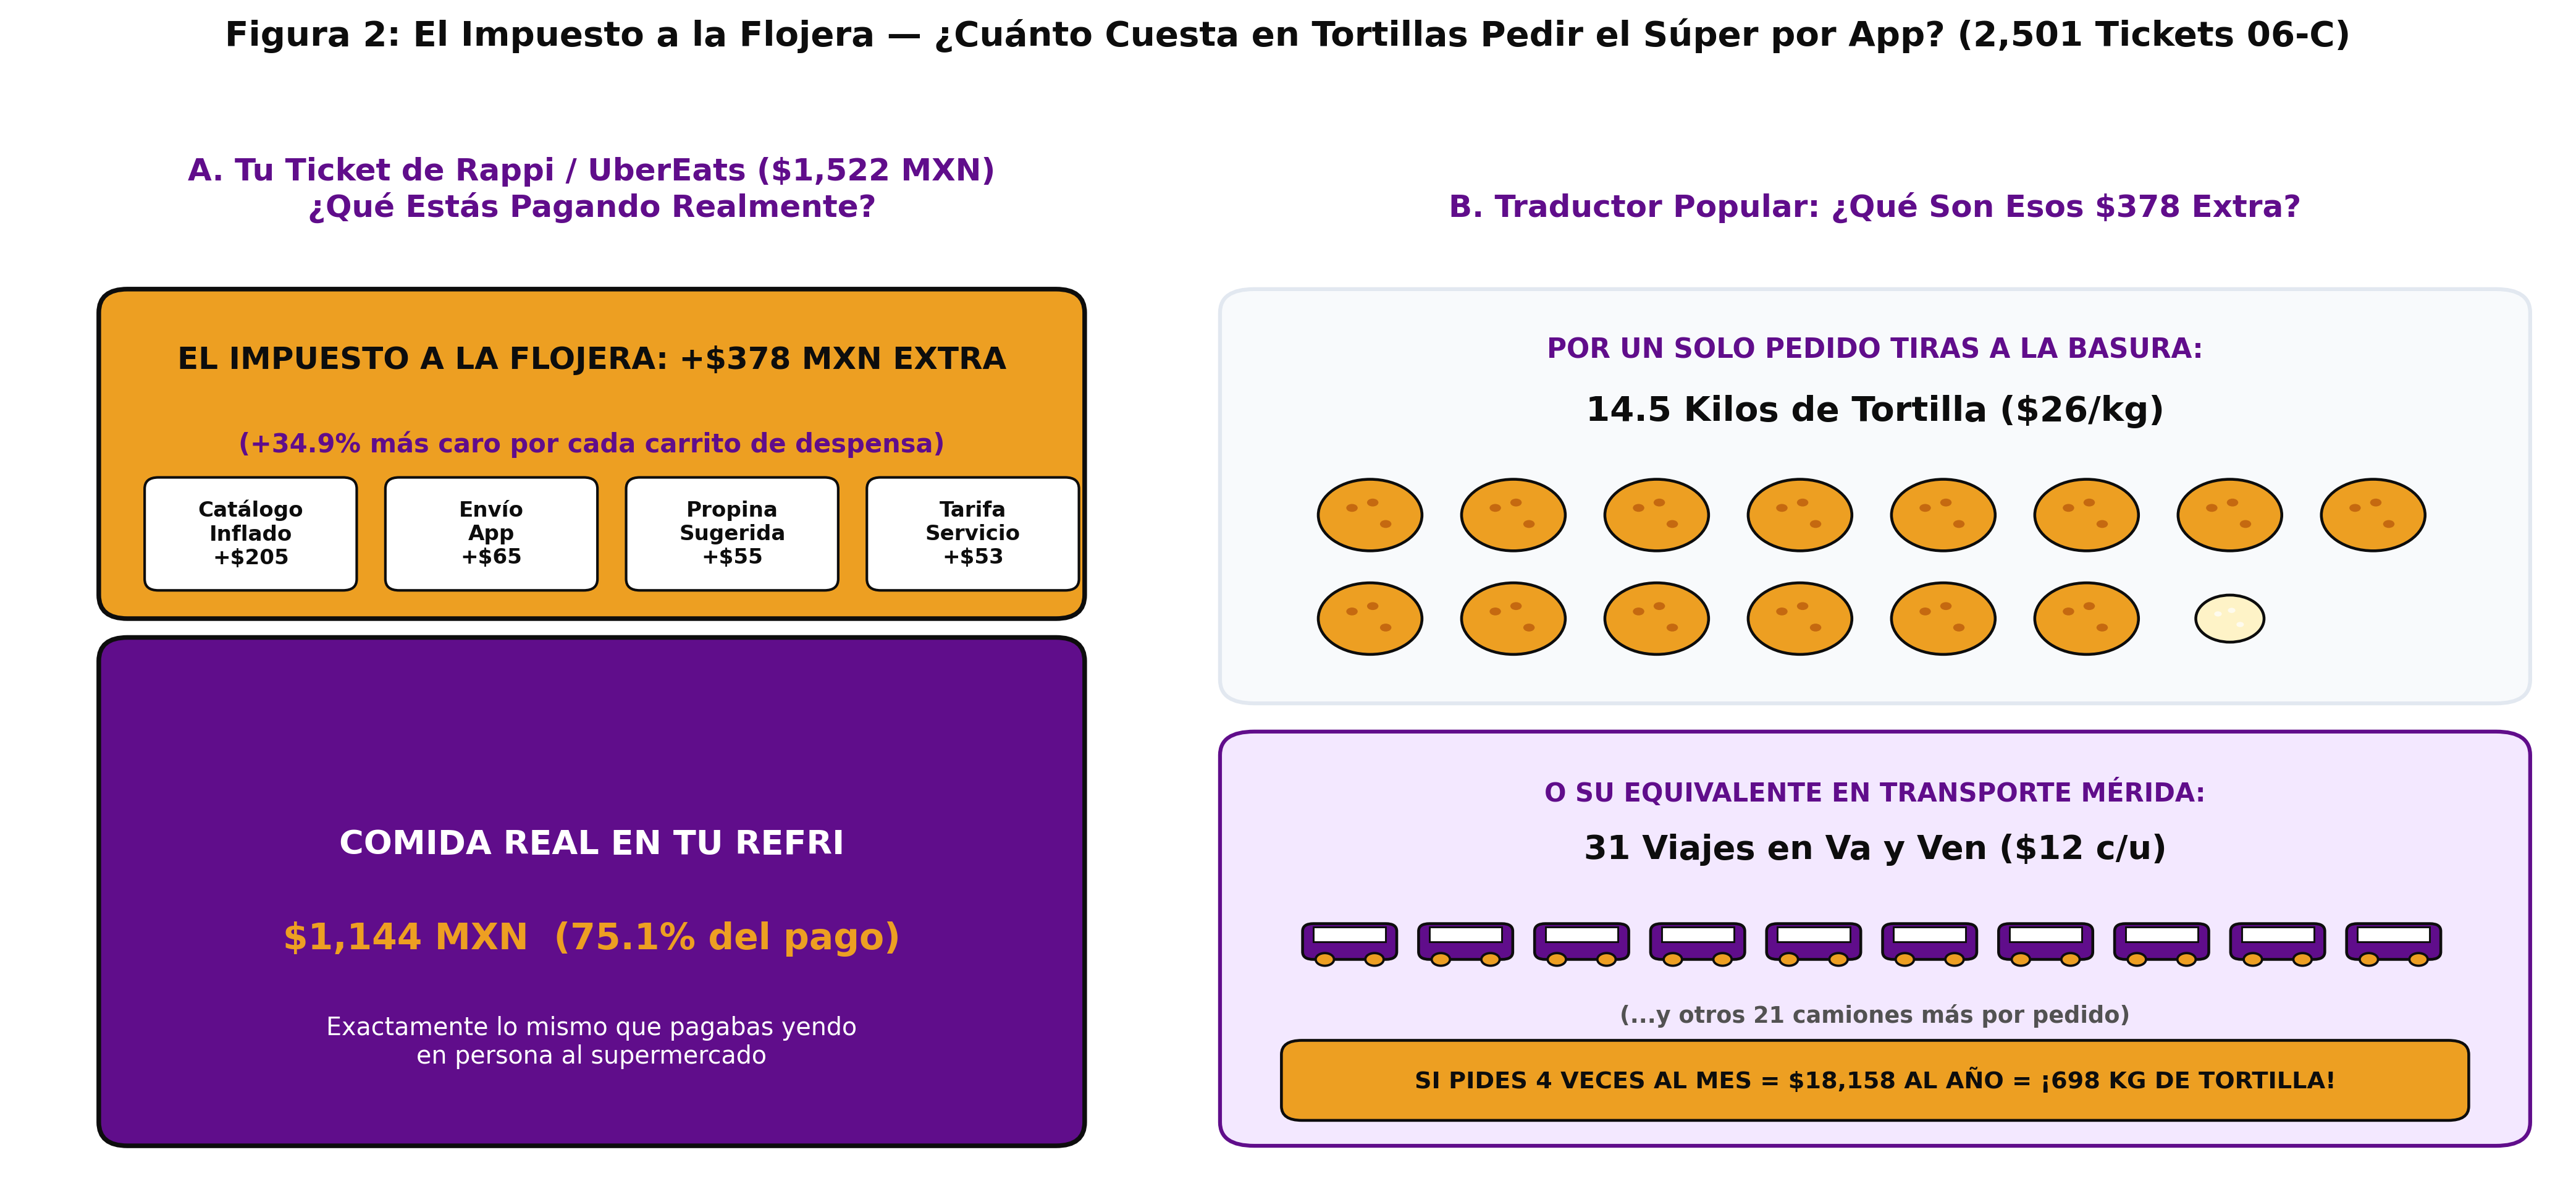 Figura 2: El Impuesto a la Flojera — ¿Cuánto Cuesta en Tortillas Pedir el Súper por App? (2,501 Tickets 06-C)
A. Tu Ticket de Rappi / UberEats ($1,522 MXN)
¿Qué Estás Pagando Realmente?
EL IMPUESTO A LA FLOJERA: +$378 MXN EXTRA
(+34.9% más caro por cada carrito de despensa)
Catálogo
Inflado
+$205
Envío
App
+$65
Propina
Sugerida
+$55
Tarifa
Servicio
+$53
COMIDA REAL EN TU REFRI
$1,144 MXN (75.1% del pago)
Exactamente lo mismo que pagabas yendo
en persona al supermercado
B. Traductor Popular: ¿Qué Son Esos $378 Extra?
POR UN SOLO PEDIDO TIRAS A LA BASURA:
14.5 Kilos de Tortilla ($26/kg)
O SU EQUIVALENTE EN TRANSPORTE MÉRIDA:
31 Viajes en Va y Ven ($12 c/u)
(...y otros 21 camiones más por pedido)
SI PIDES 4 VECES AL MES = $18,158 AL AÑO = ¡698 KG DE TORTILLA!